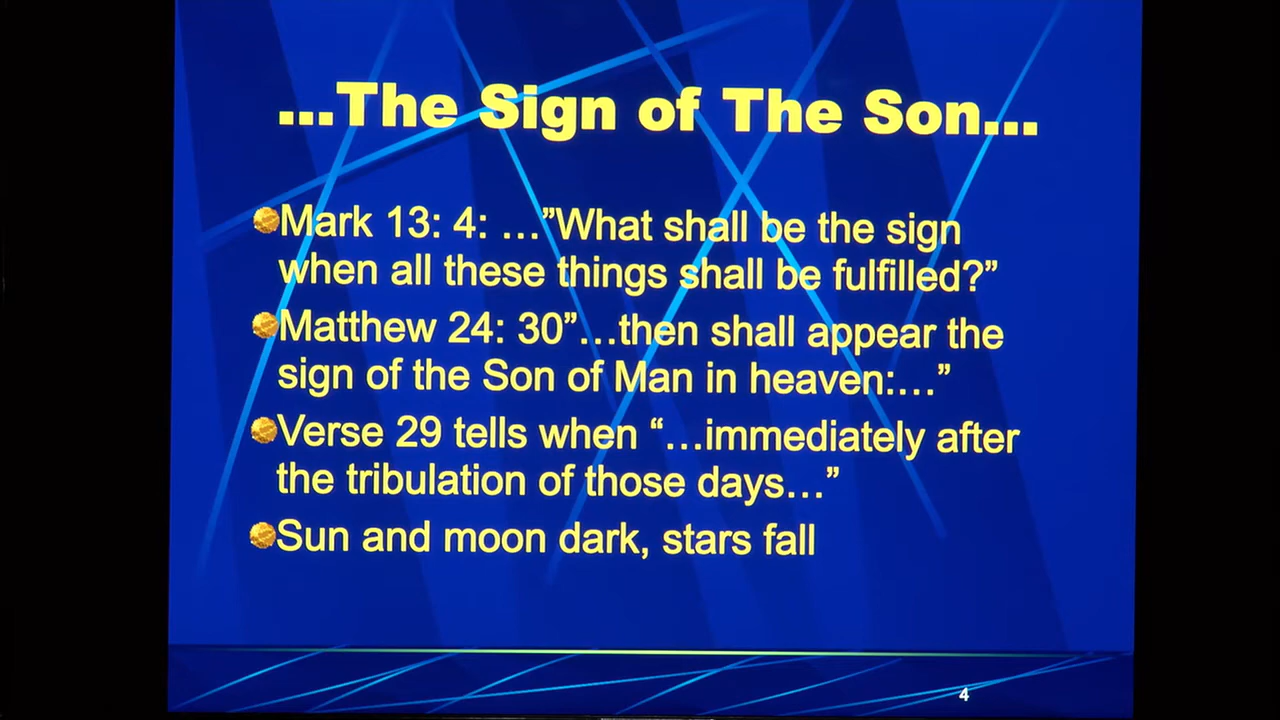 ...The Sign of The Son...
Mark 13: 4: …”What shall be the sign
when all these things shall be fulfilled?”
Matthew 24: 30”…then shall appear the
sign of the Son of Man in heaven:…”
Verse 29 tells when “…immediately after
the tribulation of those days…”
Sun and moon dark, stars fall
4